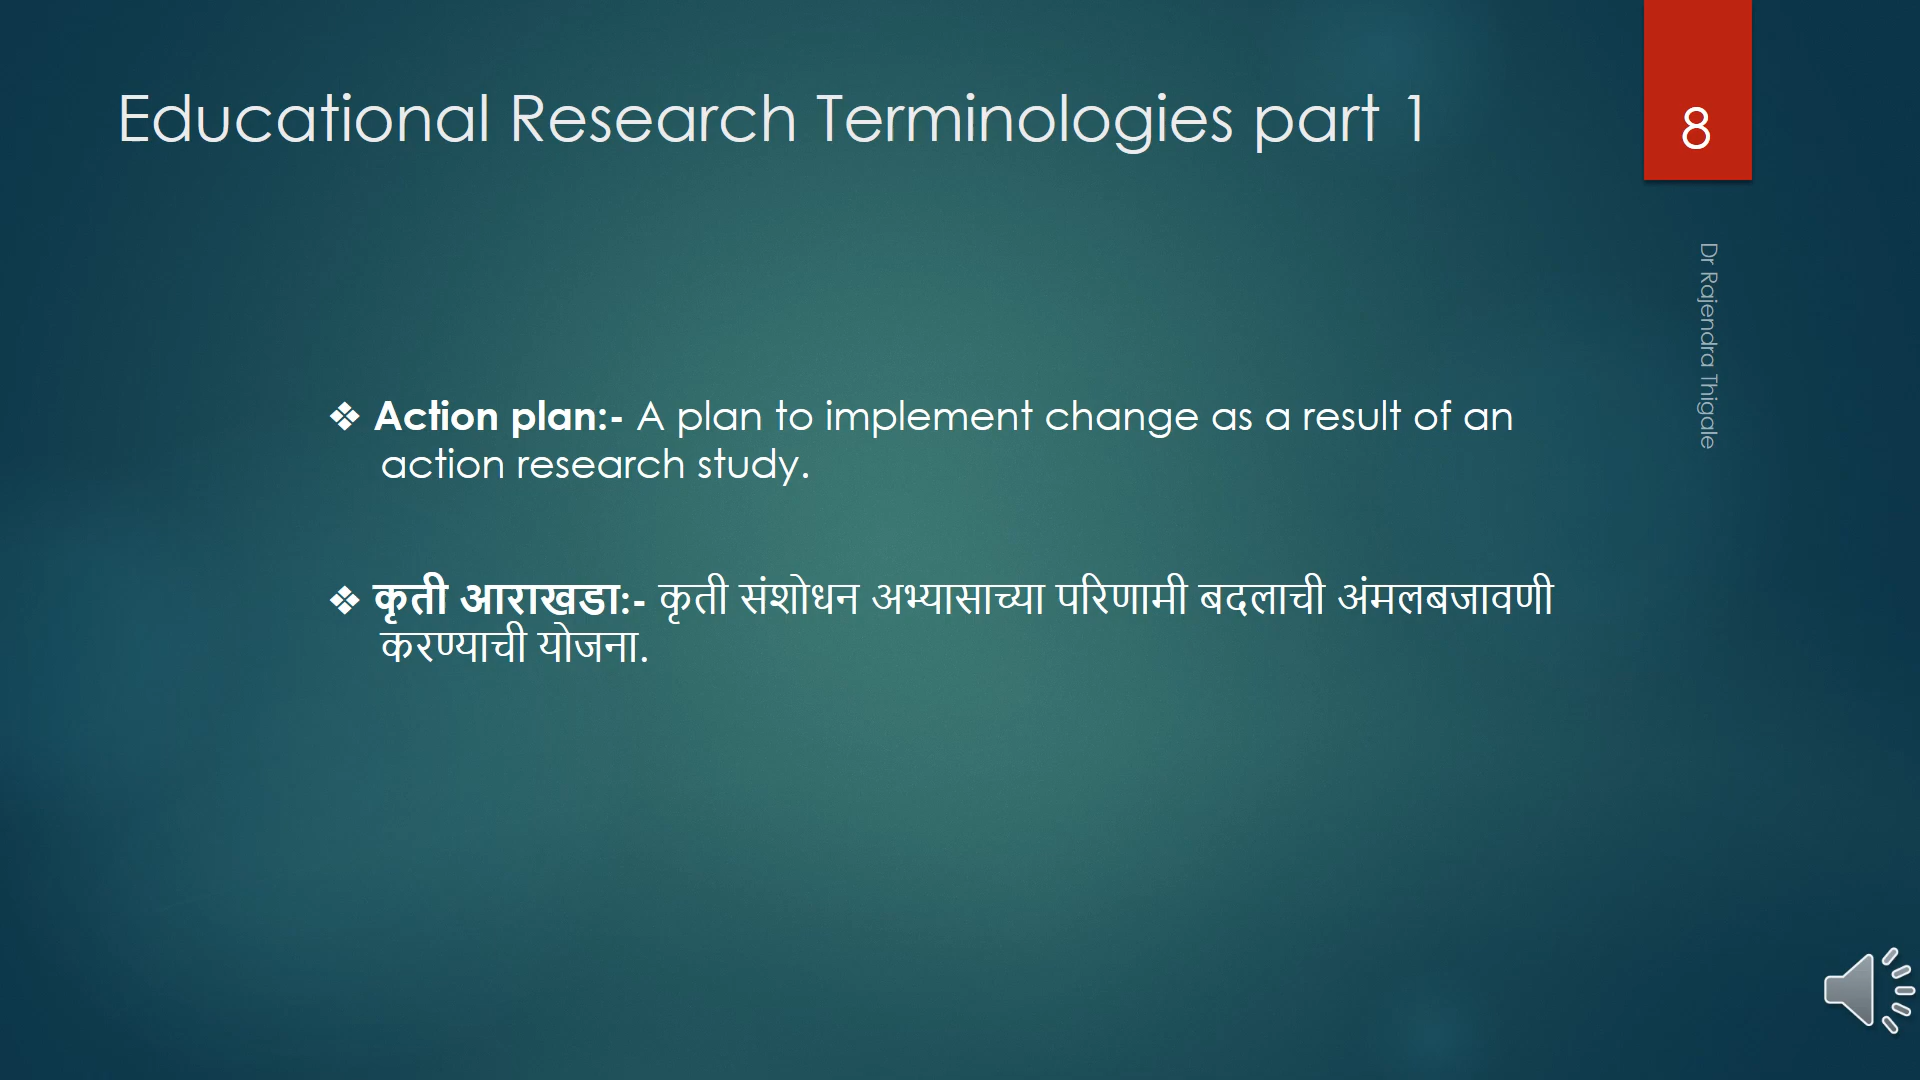 Educational Research Terminologies part 1
8
Dr Rajendra Thigale
❖ Action plan:- A plan to implement change as a result of an
action research study.
❖ कृती आराखडा:- कृती संशोधन अभ्यासाच्या परिणामी बदलाची अंमलबजावणी
करण्याची योजना.